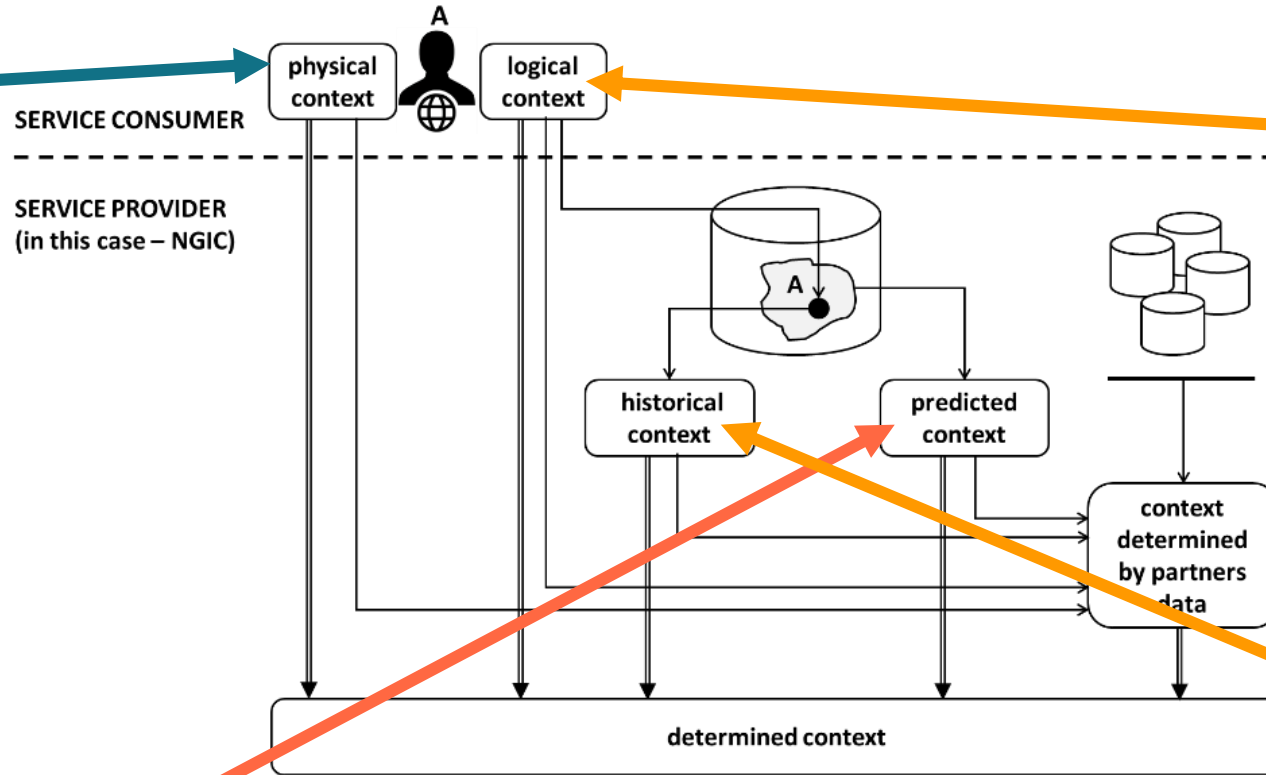 A
physical
context
logical
context
SERVICE CONSUMER
SERVICE PROVIDER
(in this case – NGIC)
A
historical
context
predicted
context
context
determined
by partners
data
determined context